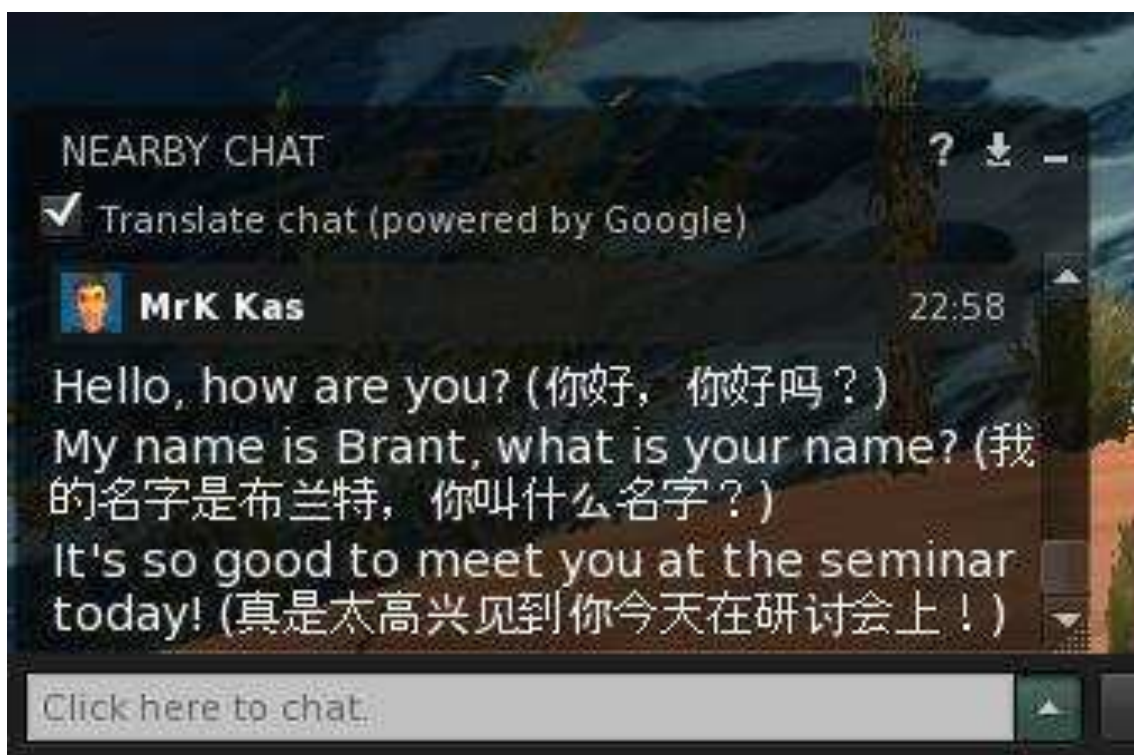 NEARBY CHAT ?
Translate chat (powered by Google)
MrK Kas 22:58
Hello, how are you? (你好，你好吗？)
My name is Brant, what is your name? (我
的名字是布兰特，你叫什么名字？)
It's so good to meet you at the seminar
today! (真是太高兴见到你今天在研讨会上！)
Click here to chat.